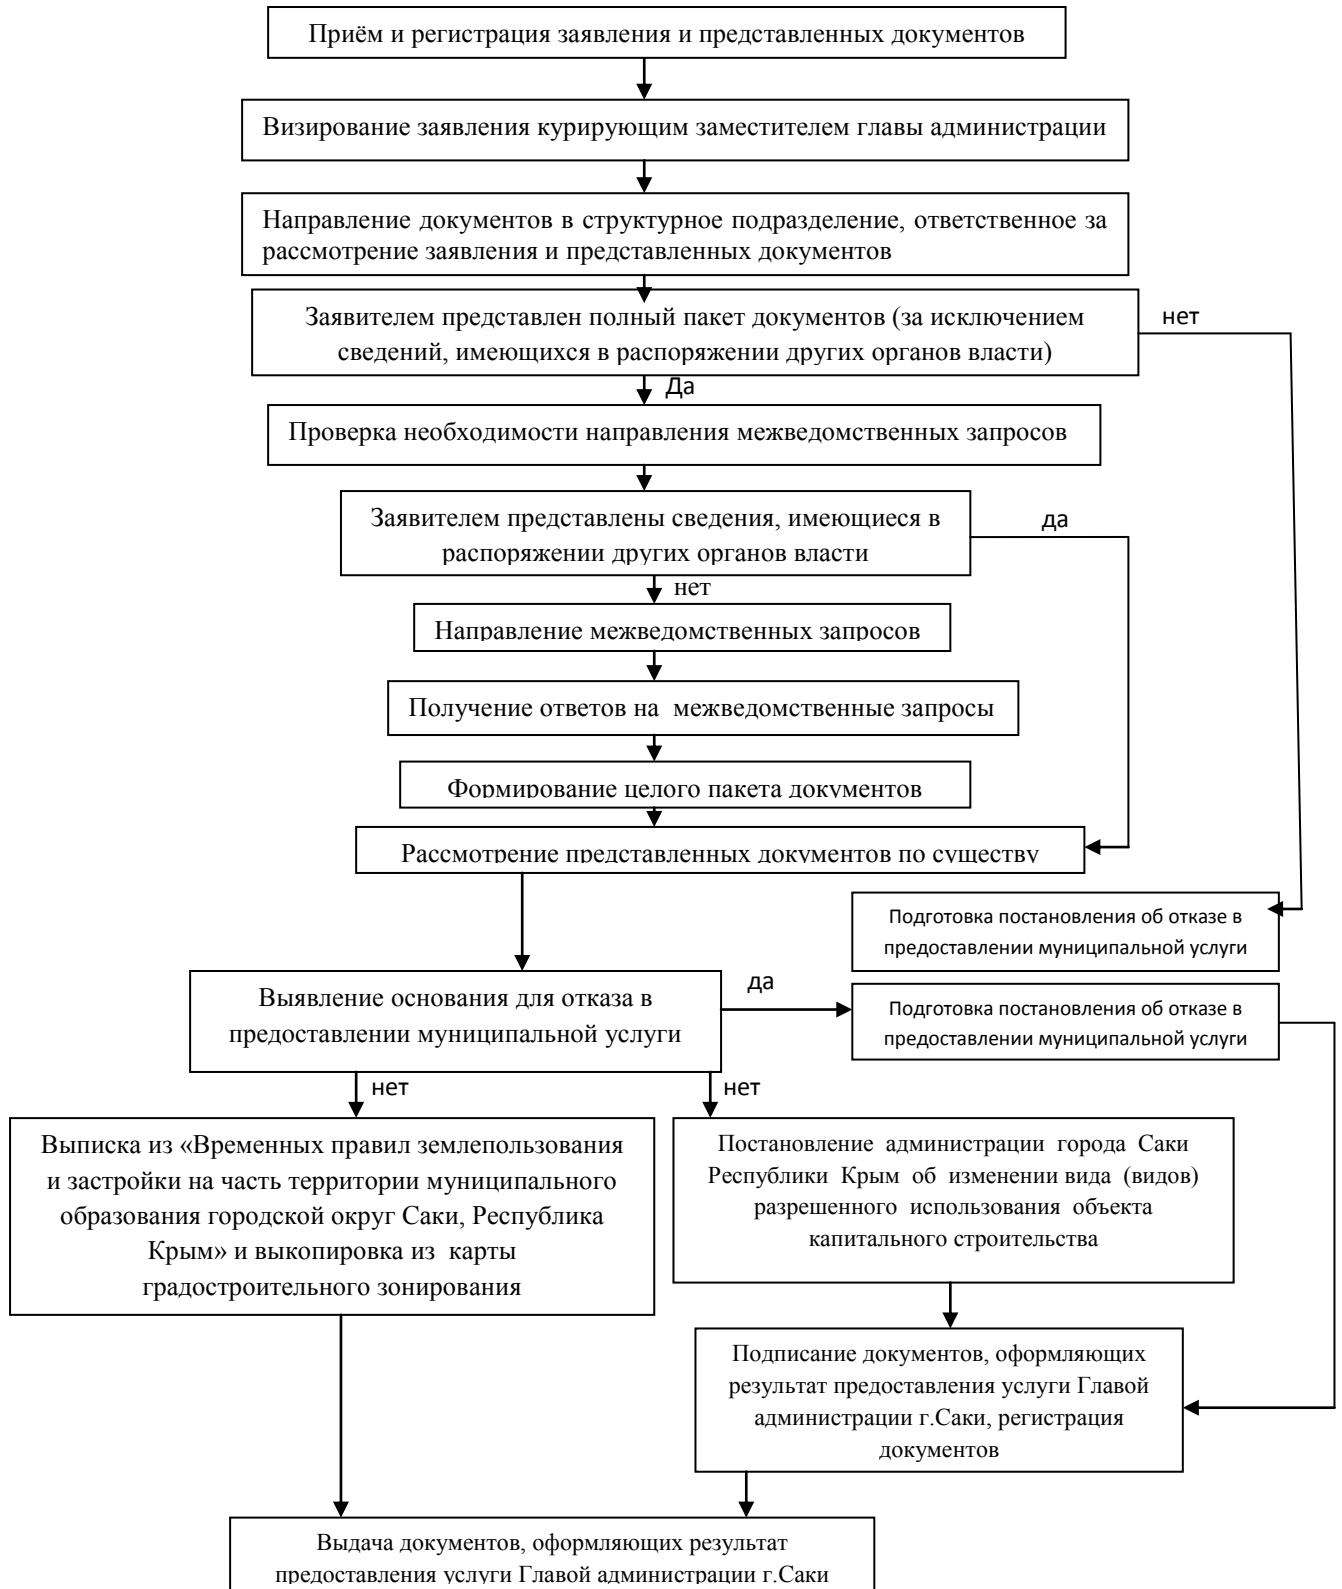 Приём и регистрация заявления и представленных документов
Визирование заявления курирующим заместителем главы администрации
Направление документов в структурное подразделение, ответственное за
рассмотрение заявления и представленных документов
Заявителем представлен полный пакет документов (за исключением
сведений, имеющихся в распоряжении других органов власти)
нет
Да
Проверка необходимости направления межведомственных запросов
Заявителем представлены сведения, имеющиеся в
распоряжении других органов власти
да
нет
Направление межведомственных запросов
Получение ответов на  межведомственные запросы
Формирование целого пакета документов
Рассмотрение представленных документов по существу
Подготовка постановления об отказе в
предоставлении муниципальной услуги
Выявление основания для отказа в
предоставлении муниципальной услуги
да
Подготовка постановления об отказе в
предоставлении муниципальной услуги
нет
нет
Выписка из «Временных правил землепользования
и застройки на часть территории муниципального
образования городской округ Саки, Республика
Крым» и выкопировка из  карты
градостроительного зонирования
Постановление  администрации  города  Саки
Республики  Крым  об  изменении вида  (видов)
разрешенного  использования  объекта
капитального строительства
Подписание документов, оформляющих
результат предоставления услуги Главой
администрации г.Саки, регистрация
документов
Выдача документов, оформляющих результат
предоставления услуги Главой администрации г.Саки